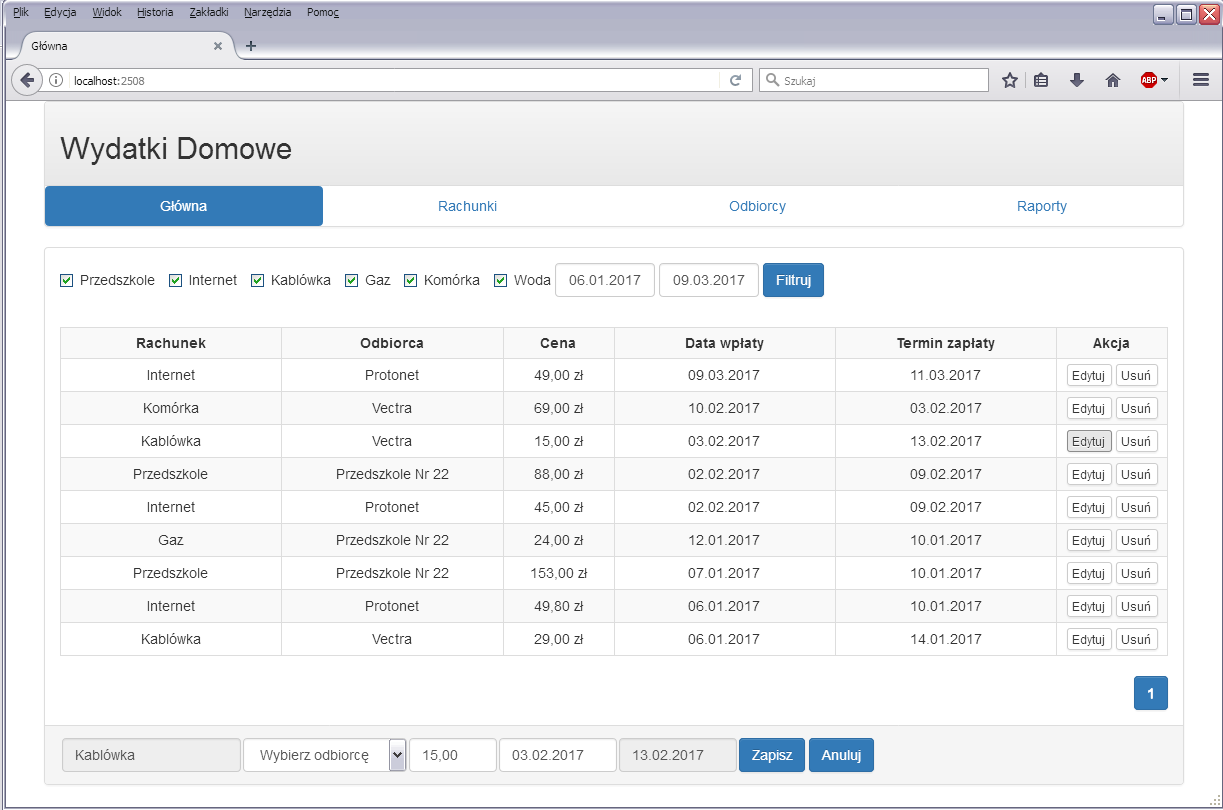 Plik Edycja Widok Historia Zakładki Narzędzia Pomoc
Główna
localhost:2508 Szukaj ABP
Wydatki Domowe
Główna Rachunki Odbiorcy Raporty
Przedszkole Internet Kablówka Gaz Komórka Woda 06.01.2017 09.03.2017 Filtruj
Rachunek Odbiorca Cena Data wpłaty Termin zapłaty Akcja
Internet Protonet 49,00 zł 09.03.2017 11.03.2017 Edytuj Usuń
Komórka Vectra 69,00 zł 10.02.2017 03.02.2017 Edytuj Usuń
Kablówka Vectra 15,00 zł 03.02.2017 13.02.2017 Edytuj Usuń
Przedszkole Przedszkole Nr 22 88,00 zł 02.02.2017 09.02.2017 Edytuj Usuń
Internet Protonet 45,00 zł 02.02.2017 09.02.2017 Edytuj Usuń
Gaz Przedszkole Nr 22 24,00 zł 12.01.2017 10.01.2017 Edytuj Usuń
Przedszkole Przedszkole Nr 22 153,00 zł 07.01.2017 10.01.2017 Edytuj Usuń
Internet Protonet 49,80 zł 06.01.2017 10.01.2017 Edytuj Usuń
Kablówka Vectra 29,00 zł 06.01.2017 14.01.2017 Edytuj Usuń
1
Kablówka Wybierz odbiorcę 15,00 03.02.2017 13.02.2017 Zapisz Anuluj